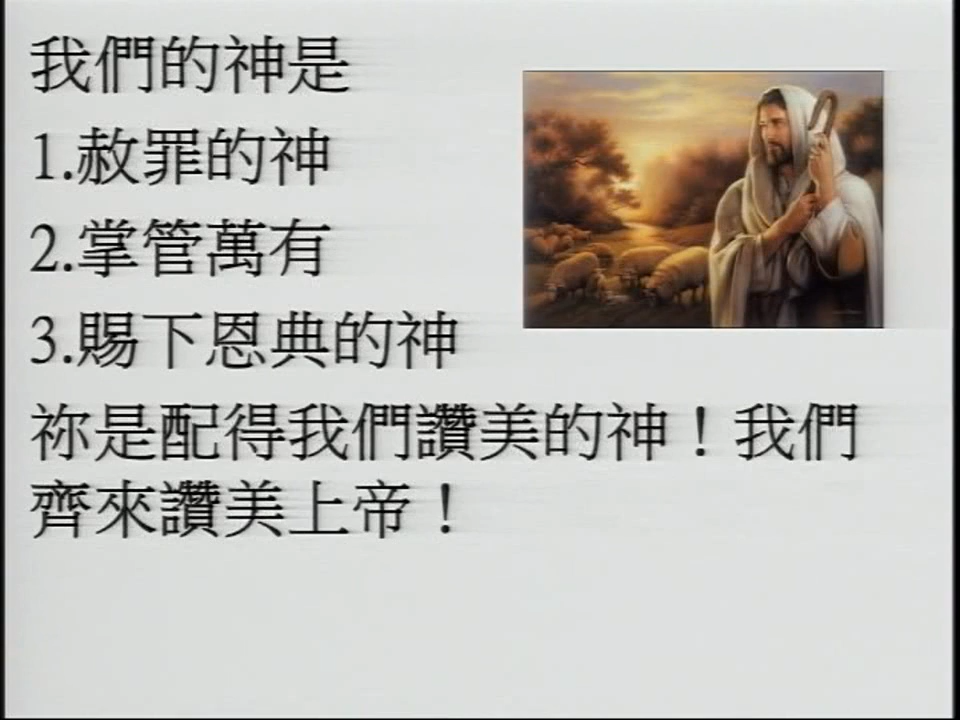 我們的神是
1.赦罪的神
2.掌管萬有
3.賜下恩典的神
祢是配得我們讚美的神！我們
齊來讚美上帝！